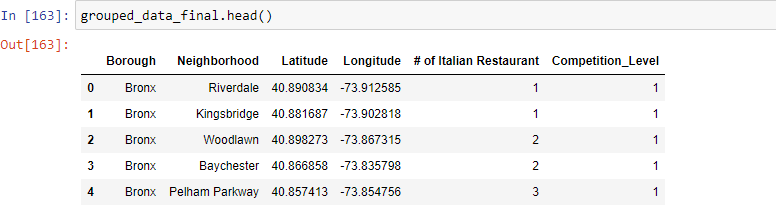 In [163]: grouped_data_final.head()
Out[163]:
Borough Neighborhood Latitude Longitude # of Italian Restaurant Competition_Level
0 Bronx Riverdale 40.890834 -73.912585 1 1
1 Bronx Kingsbridge 40.881687 -73.902818 1 1
2 Bronx Woodlawn 40.898273 -73.867315 2 1
3 Bronx Baychester 40.866858 -73.835798 2 1
4 Bronx Pelham Parkway 40.857413 -73.854756 3 1